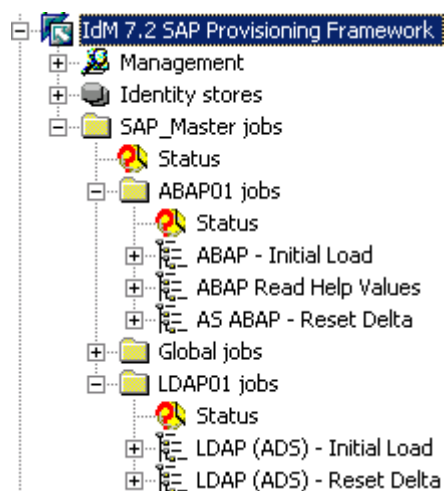 IdM 7.2 SAP Provisioning Framework
Management
Identity stores
SAP_Master jobs
Status
ABAP01 jobs
Status
ABAP - Initial Load
ABAP Read Help Values
AS ABAP - Reset Delta
Global jobs
LDAP01 jobs
Status
LDAP (ADS) - Initial Load
LDAP (ADS) - Reset Delta